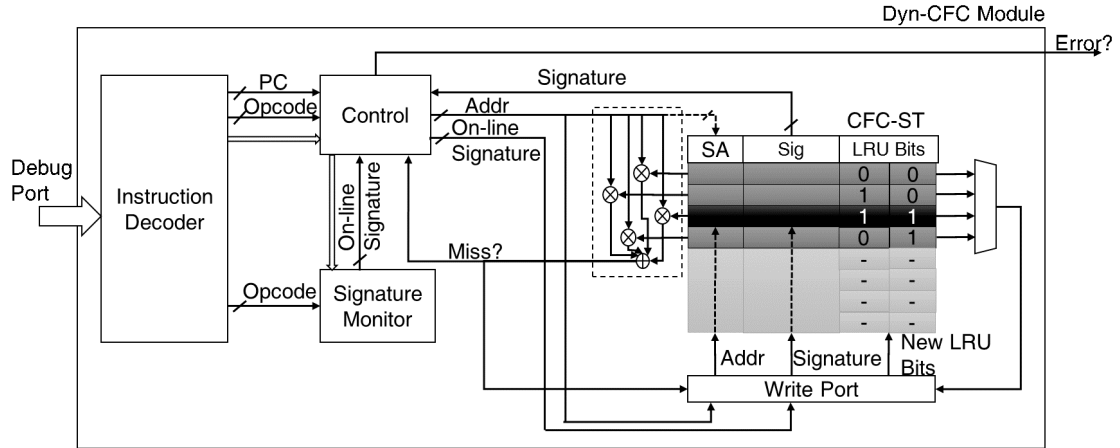 Dyn-CFC Module
Error?
PC
Opcode
Control
Signature
Addr
On-line
Signature
CFC-ST
SA Sig LRU Bits
0 0
1 0
1 1
0 1
- -
- -
- -
- -
Debug
Port
Instruction
Decoder
On-line
Signature
Miss?
Opcode
Signature
Monitor
Addr
Signature
New LRU
Bits
Write Port